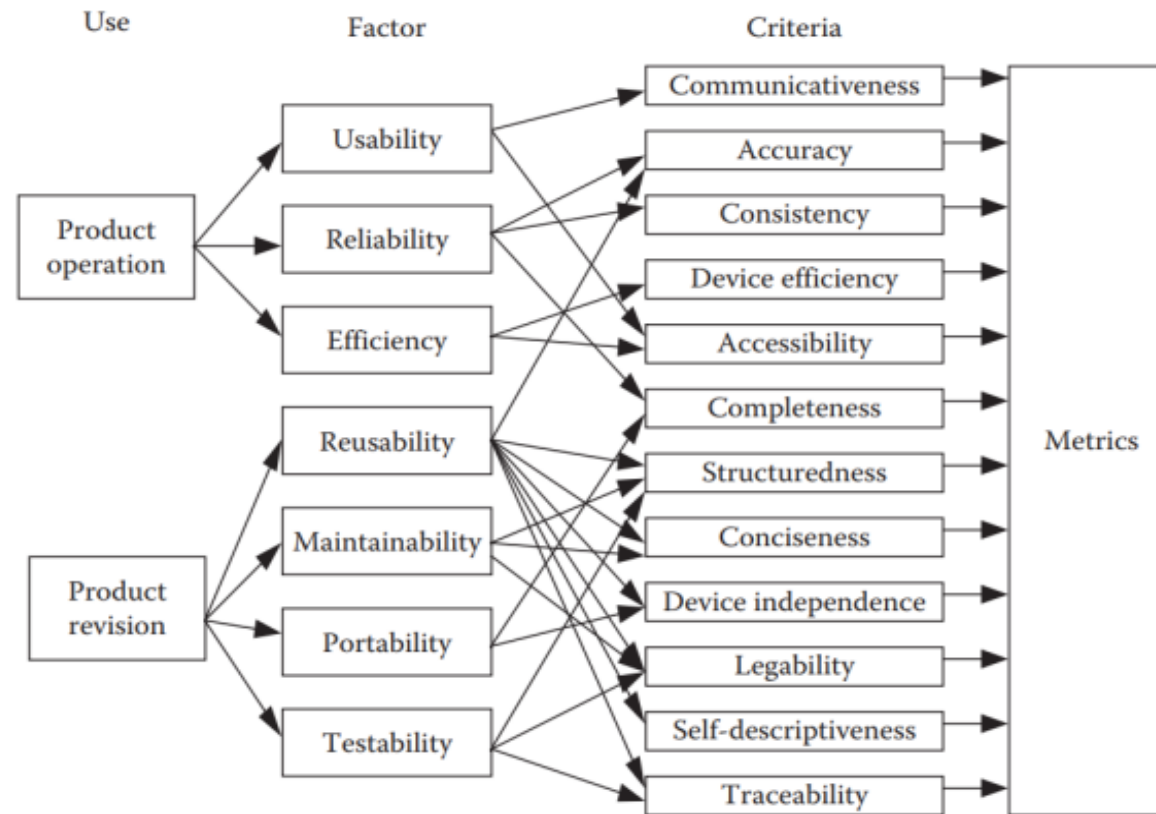 Use
Factor
Criteria
Product
operation
Product
revision
Usability
Reliability
Efficiency
Reusability
Maintainability
Portability
Testability
Communicativeness
Accuracy
Consistency
Device efficiency
Accessibility
Completeness
Structuredness
Conciseness
Device independence
Legability
Self-descriptiveness
Traceability
Metrics